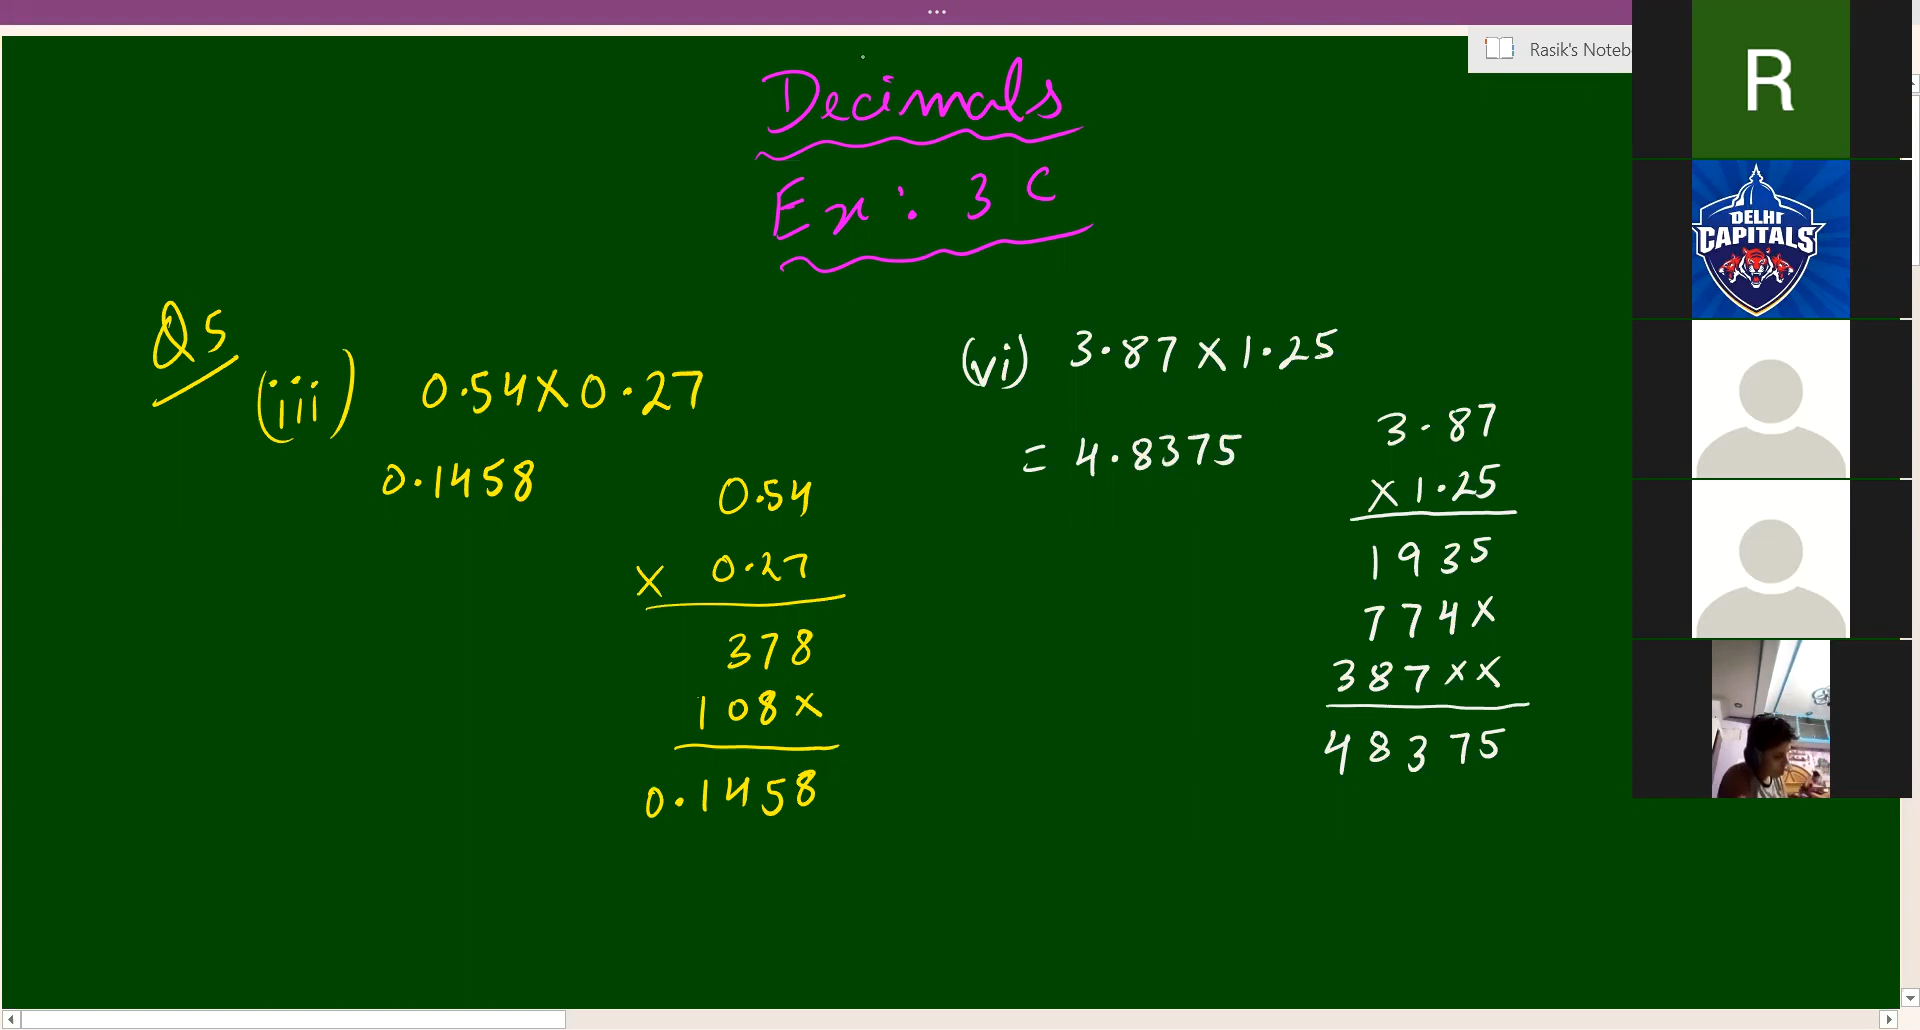 ...
Rasik's Noteb
R
DELHI
CAPITALS
Decimals
Ex: 3 C
Q5
(iii) 0.54 X 0.27
0.1458
0.54
X 0.27
378
108 X
0.1458
(vi) 3.87 X 1.25
= 4.8375
3.87
X 1.25
1935
774 X
387 X X
48375